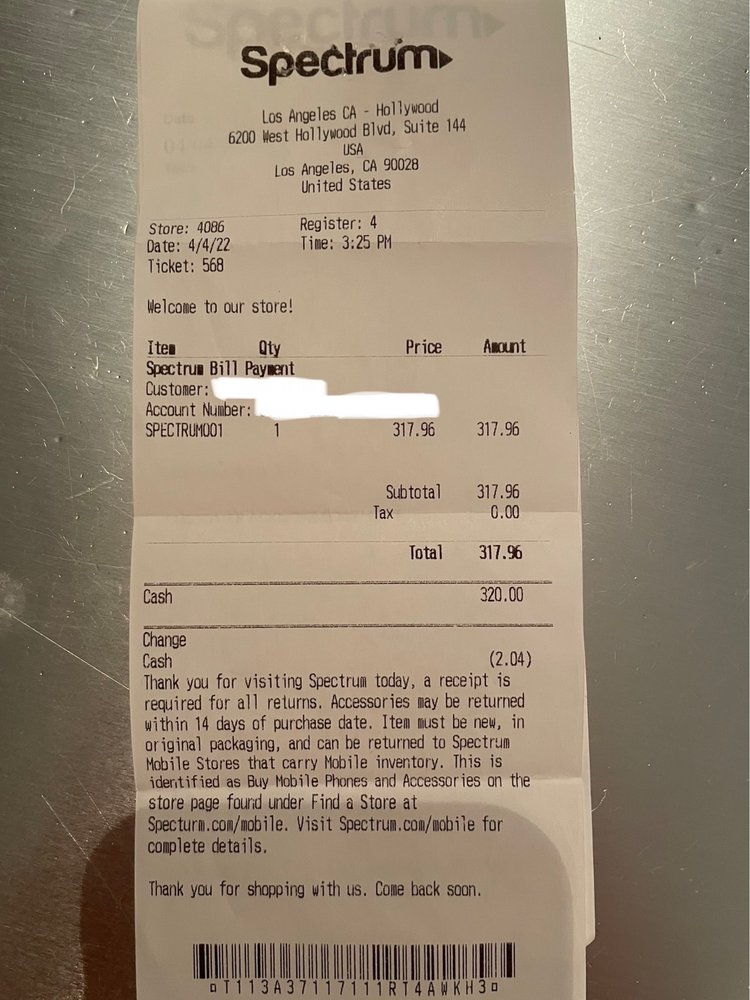 Spectrum
Los Angeles CA - Hollywood
6200 West Hollywood Blvd, Suite 144
USA
Los Angeles, CA 90028
United States
Store: 4086 Register: 4
Date: 4/4/22 Time: 3:25 PM
Ticket: 568
Welcome to our store!
Item Qty Price Amount
Spectrum Bill Payment
Customer:
Account Number:
SPECTRUM001 1 317.96 317.96
Subtotal 317.96
Tax 0.00
Total 317.96
Cash 320.00
Change
Cash (2.04)
Thank you for visiting Spectrum today, a receipt is
required for all returns. Accessories may be returned
within 14 days of purchase date. Item must be new, in
original packaging, and can be returned to Spectrum
Mobile Stores that carry Mobile inventory. This is
identified as Buy Mobile Phones and Accessories on the
store page found under Find a Store at
Specturm.com/mobile. Visit Spectrum.com/mobile for
complete details.
Thank you for shopping with us. Come back soon.
T113A37117111RT4AWKH3